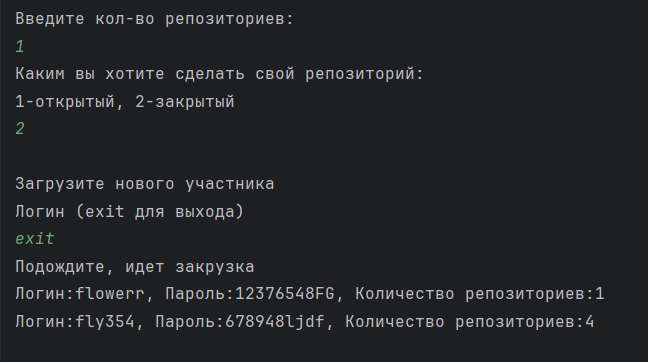 Введите кол-во репозиториев:
1
Каким вы хотите сделать свой репозиторий:
1-открытый, 2-закрытый
2
Загрузите нового участника
Логин (exit для выхода)
exit
Подождите, идет закрузка
Логин:flowerr, Пароль:12376548FG, Количество репозиториев:1
Логин:fly354, Пароль:678948ljdf, Количество репозиториев:4